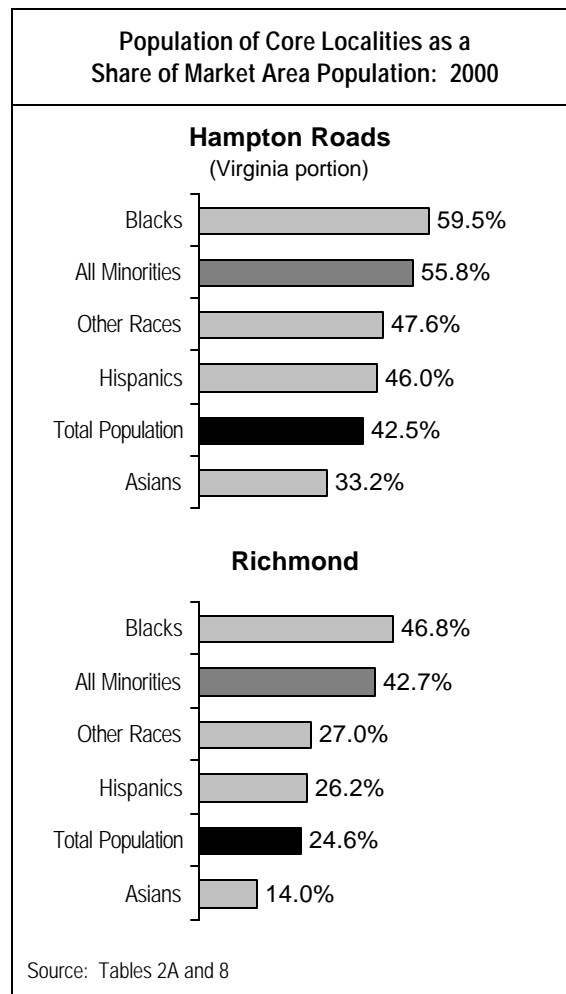 Population of Core Localities as a
Share of Market Area Population: 2000
Hampton Roads
(Virginia portion)
Blacks 59.5%
All Minorities 55.8%
Other Races 47.6%
Hispanics 46.0%
Total Population 42.5%
Asians 33.2%
Richmond
Blacks 46.8%
All Minorities 42.7%
Other Races 27.0%
Hispanics 26.2%
Total Population 24.6%
Asians 14.0%
Source: Tables 2A and 8